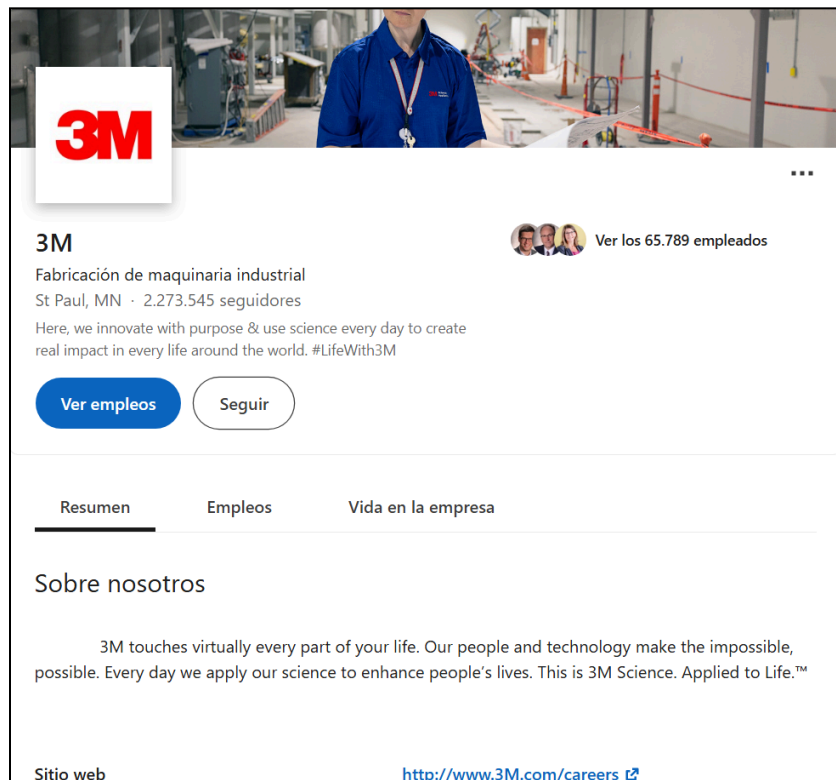 3M
•••
3M
Ver los 65.789 empleados
Fabricación de maquinaria industrial
St Paul, MN · 2.273.545 seguidores
Here, we innovate with purpose & use science every day to create
real impact in every life around the world. #LifeWith3M
Ver empleos
Seguir
Resumen
Empleos
Vida en la empresa
Sobre nosotros
3M touches virtually every part of your life. Our people and technology make the impossible,
possible. Every day we apply our science to enhance people’s lives. This is 3M Science. Applied to Life.™
Sitio web
http://www.3M.com/careers